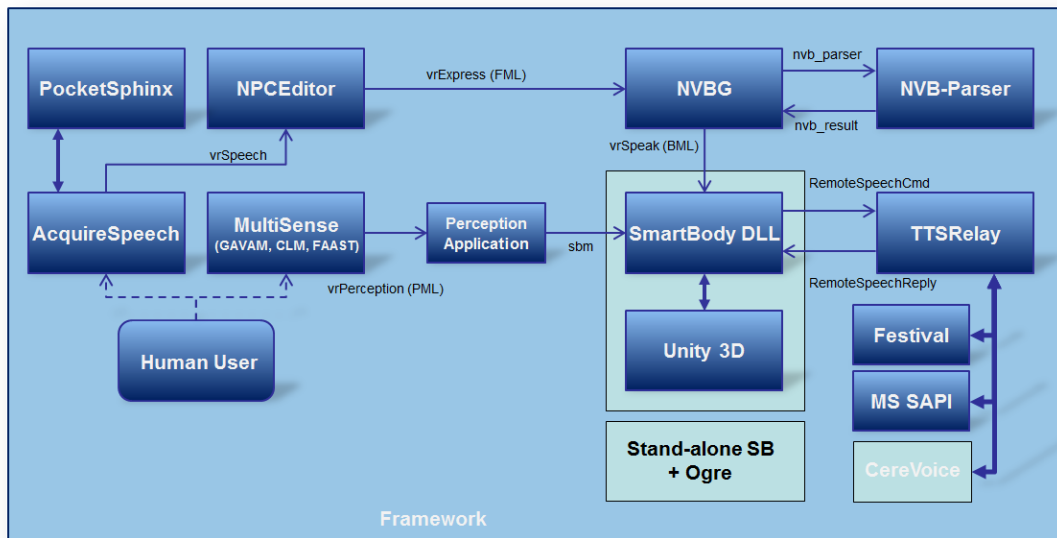 PocketSphinx
NPCEditor
vrExpress (FML)
NVBG
nvb_parser
nvb_result
NVB-Parser
vrSpeech
vrSpeak (BML)
AcquireSpeech
MultiSense
(GAVAM, CLM, FAAST)
Perception
Application
sbm
SmartBody DLL
RemoteSpeechCmd
TTSRelay
RemoteSpeechReply
vrPerception (PML)
Human User
Unity 3D
Festival
MS SAPI
Stand-alone SB
+ Ogre
CereVoice
Framework